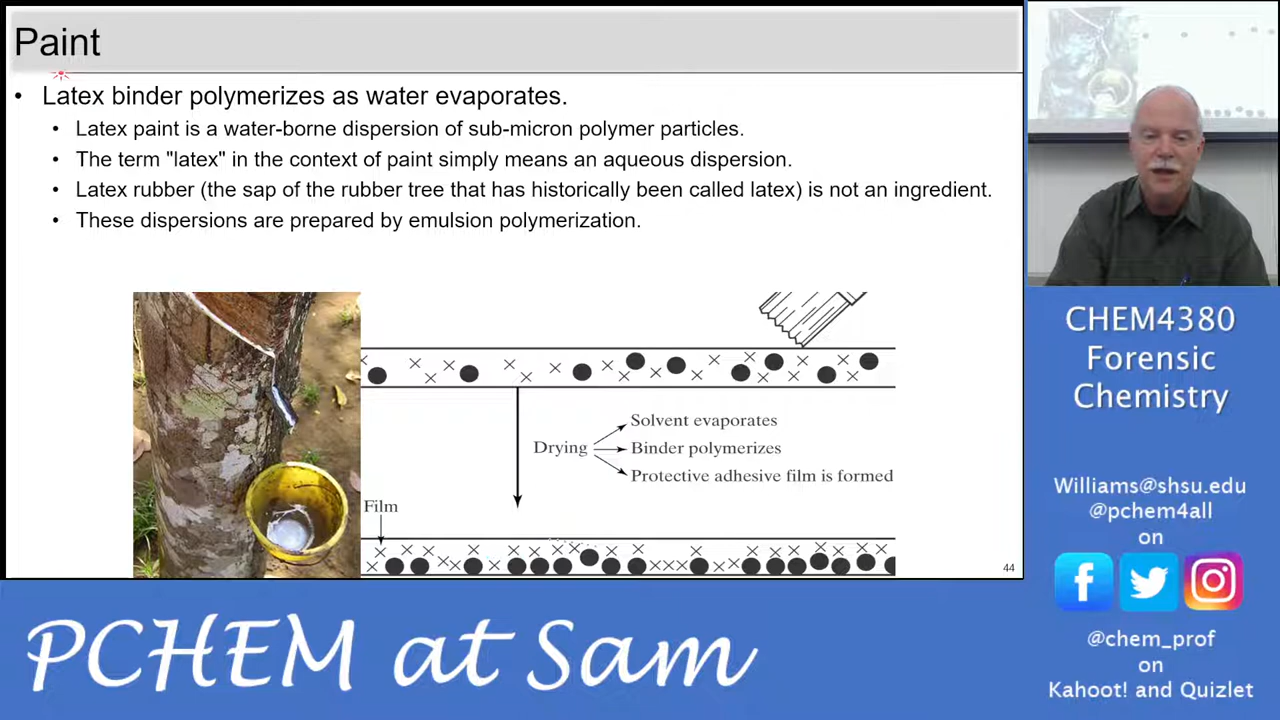 Paint
• Latex binder polymerizes as water evaporates.
• Latex paint is a water-borne dispersion of sub-micron polymer particles.
• The term "latex" in the context of paint simply means an aqueous dispersion.
• Latex rubber (the sap of the rubber tree that has historically been called latex) is not an ingredient.
• These dispersions are prepared by emulsion polymerization.
Solvent evaporates
Drying
Binder polymerizes
Protective adhesive film is formed
Film
44
CHEM4380
Forensic
Chemistry
Williams@shsu.edu
@pchem4all
on
@chem_prof
on
Kahoot! and Quizlet
PCHEM at Sam